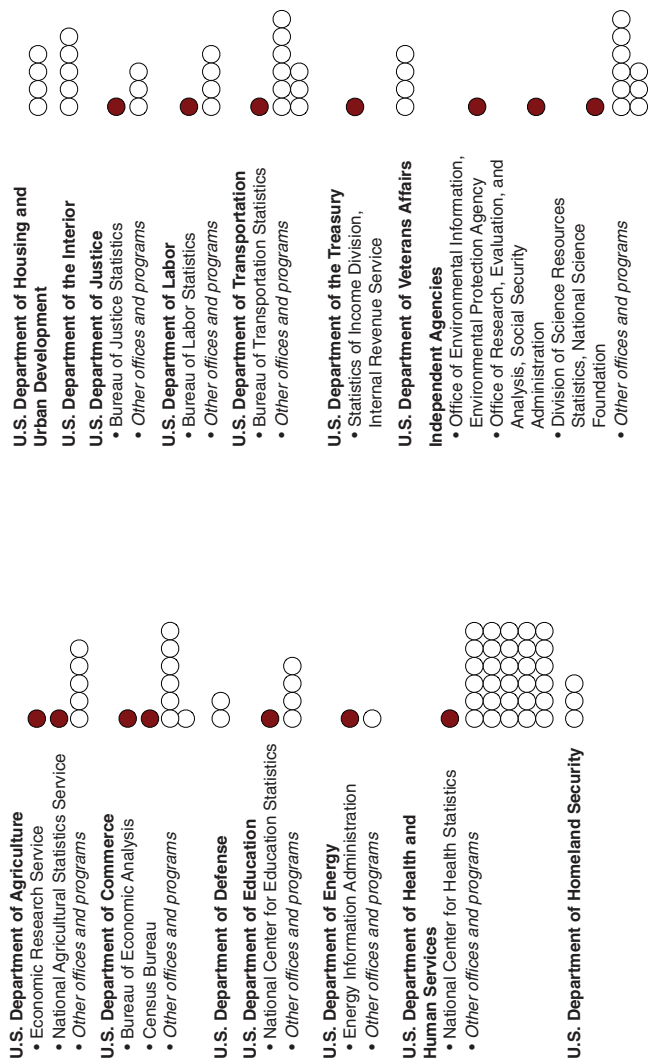 U.S. Department of Agriculture
• Economic Research Service
• National Agricultural Statistics Service
• Other offices and programs
U.S. Department of Commerce
• Bureau of Economic Analysis
• Census Bureau
• Other offices and programs
U.S. Department of Defense
U.S. Department of Education
• National Center for Education Statistics
• Other offices and programs
U.S. Department of Energy
• Energy Information Administration
• Other offices and programs
U.S. Department of Health and
Human Services
• National Center for Health Statistics
• Other offices and programs
U.S. Department of Homeland Security
U.S. Department of Housing and
Urban Development
U.S. Department of the Interior
U.S. Department of Justice
• Bureau of Justice Statistics
• Other offices and programs
U.S. Department of Labor
• Bureau of Labor Statistics
• Other offices and programs
U.S. Department of Transportation
• Bureau of Transportation Statistics
• Other offices and programs
U.S. Department of the Treasury
• Statistics of Income Division,
Internal Revenue Service
U.S. Department of Veterans Affairs
Independent Agencies
• Office of Environmental Information,
Environmental Protection Agency
• Office of Research, Evaluation, and
Analysis, Social Security
Administration
• Division of Science Resources
Statistics, National Science
Foundation
• Other offices and programs